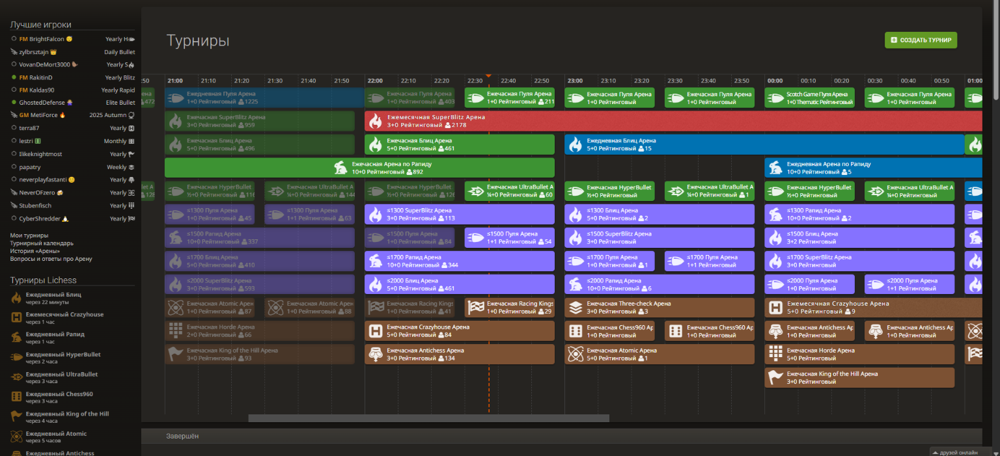 Лучшие игроки
FM BrightFalcon 😴 Yearly H
zylbrsztajn 👑 Daily Bullet
VovanDeMort3000 Yearly S
FM RakitinD Yearly Blitz
FM Kaldas90 Yearly Rapid
GhostedDefense Elite Bullet
GM MetiForce 🔥 2025 Autumn
terra87 Yearly
lestri Monthly
Ilikeknightmost Yearly
papatry Weekly
neverplayfastanti 😊 Yearly
NeverOFzero Yearly
Stubenfisch Yearly
CyberShredder Yearly
Мои турниры
Турнирный календарь
История «Арены»
Вопросы и ответы про Арену
Турниры Lichess
Ежедневный Блиц
через 22 минуты
Ежемесячный Crazyhouse
через 1 час
Ежедневный Рапид
через 1 час
Ежедневный HyperBullet
через 2 часа
Ежедневный UltraBullet
через 3 часа
Ежедневный Chess960
через 3 часа
Ежедневный King of the Hill
через 4 часа
Ежедневный Atomic
через 5 часов
Ежедневный Antichess
Турниры
СОЗДАТЬ ТУРНИР
:50 21:00 21:10 21:20 21:30 21:40 21:50 22:00 22:10 22:20 22:30 22:40 22:50 23:00 23:10 23:20 23:30 23:40 23:50 00:00 00:10 00:20 00:30 00:40 00:50 01:00
ена
472
Ежедневная Пуля Арена
1+0 Рейтинговый 1225
Ежечасная Пуля Арена
1+0 Рейтинговый 403
Ежечасная Пуля Арена
1+0 Рейтинговый 211
Ежечасная Пуля Арена
1+0 Рейтинговый
Ежечасная Пуля Арена
1+0 Рейтинговый
Scotch Game Пуля Арена
1+0 Thematic Рейтинговый
Ежечасная Пуля Арена
1+0 Рейтинговый
Ежечасная SuperBlitz Арена
3+0 Рейтинговый 959
Ежемесячная SuperBlitz Арена
3+0 Рейтинговый 2178
Ежечасная Блиц Арена
5+0 Рейтинговый 496
Ежечасная Блиц Арена
5+0 Рейтинговый 461
Ежедневная Блиц Арена
5+0 Рейтинговый 15
Ежечасная Арена по Рапиду
10+0 Рейтинговый 892
Ежедневная Арена по Рапиду
10+0 Рейтинговый 5
llet А
128
Ежечасная HyperBullet
½+0 Рейтинговый 116
Ежечасная UltraBullet А
¼+0 Рейтинговый 144
Ежечасная HyperBullet
½+0 Рейтинговый 126
Ежечасная UltraBullet А
¼+0 Рейтинговый 60
Ежечасная HyperBullet
½+0 Рейтинговый
Ежечасная UltraBullet А
¼+0 Рейтинговый 1
Ежечасная HyperBullet
½+0 Рейтинговый
Ежечасная UltraBullet А
¼+0 Рейтинговый
≤1300 Пуля Арена
1+0 Рейтинговый 45
≤1300 Пуля Арена
1+1 Рейтинговый 63
≤1300 SuperBlitz Арена
3+0 Рейтинговый 113
≤1300 Блиц Арена
5+0 Рейтинговый 2
≤1300 Рапид Арена
10+0 Рейтинговый 2
≤1500 Рапид Арена
10+0 Рейтинговый 337
≤1500 Пуля Арена
1+0 Рейтинговый 84
≤1500 Пуля Арена
1+1 Рейтинговый 54
≤1500 SuperBlitz Арена
3+0 Рейтинговый
≤1500 Блиц Арена
3+2 Рейтинговый
≤1700 Блиц Арена
5+0 Рейтинговый 410
≤1700 Рапид Арена
10+0 Рейтинговый 344
≤1700 Пуля Арена
1+0 Рейтинговый 1
≤1700 Пуля Арена
1+1 Рейтинговый
≤1700 SuperBlitz Арена
3+0 Рейтинговый
≤2000 SuperBlitz Арена
3+0 Рейтинговый 593
≤2000 Блиц Арена
5+0 Рейтинговый 461
≤2000 Рапид Арена
10+0 Рейтинговый 6
≤2000 Пуля Арена
1+0 Рейтинговый
≤2000 Пуля Арена
1+1 Рейтинговый
Ежечасная Atomic Арен
1+0 Рейтинговый 87
Ежечасная Atomic Арен
1+0 Рейтинговый 88
Ежечасная Racing Kings
1+0 Рейтинговый 41
Ежечасная Racing Kings
1+0 Рейтинговый 29
Ежечасная Three-check Арена
3+0 Рейтинговый 3
Ежемесячная Crazyhouse Арена
5+0 Рейтинговый 9
Ежечасная Horde Арена
2+0 Рейтинговый 66
Ежечасная Crazyhouse Арена
5+0 Рейтинговый 84
Ежечасная Chess960 Ар
1+0 Рейтинговый
Ежечасная Chess960 Ар
1+0 Рейтинговый
Ежечасная Antichess Ар
1+0 Рейтинговый
Ежечасная Antichess Ар
1+0 Рейтинговый
Ежечасная King of the Hill Арена
3+0 Рейтинговый 93
Ежечасная Antichess Арена
3+0 Рейтинговый 134
Ежечасная Atomic Арена
5+0 Рейтинговый 1
Ежечасная Horde Арена
5+0 Рейтинговый
Ежечасная King of the Hill Арена
3+0 Рейтинговый
Завершён
друзей онлайн